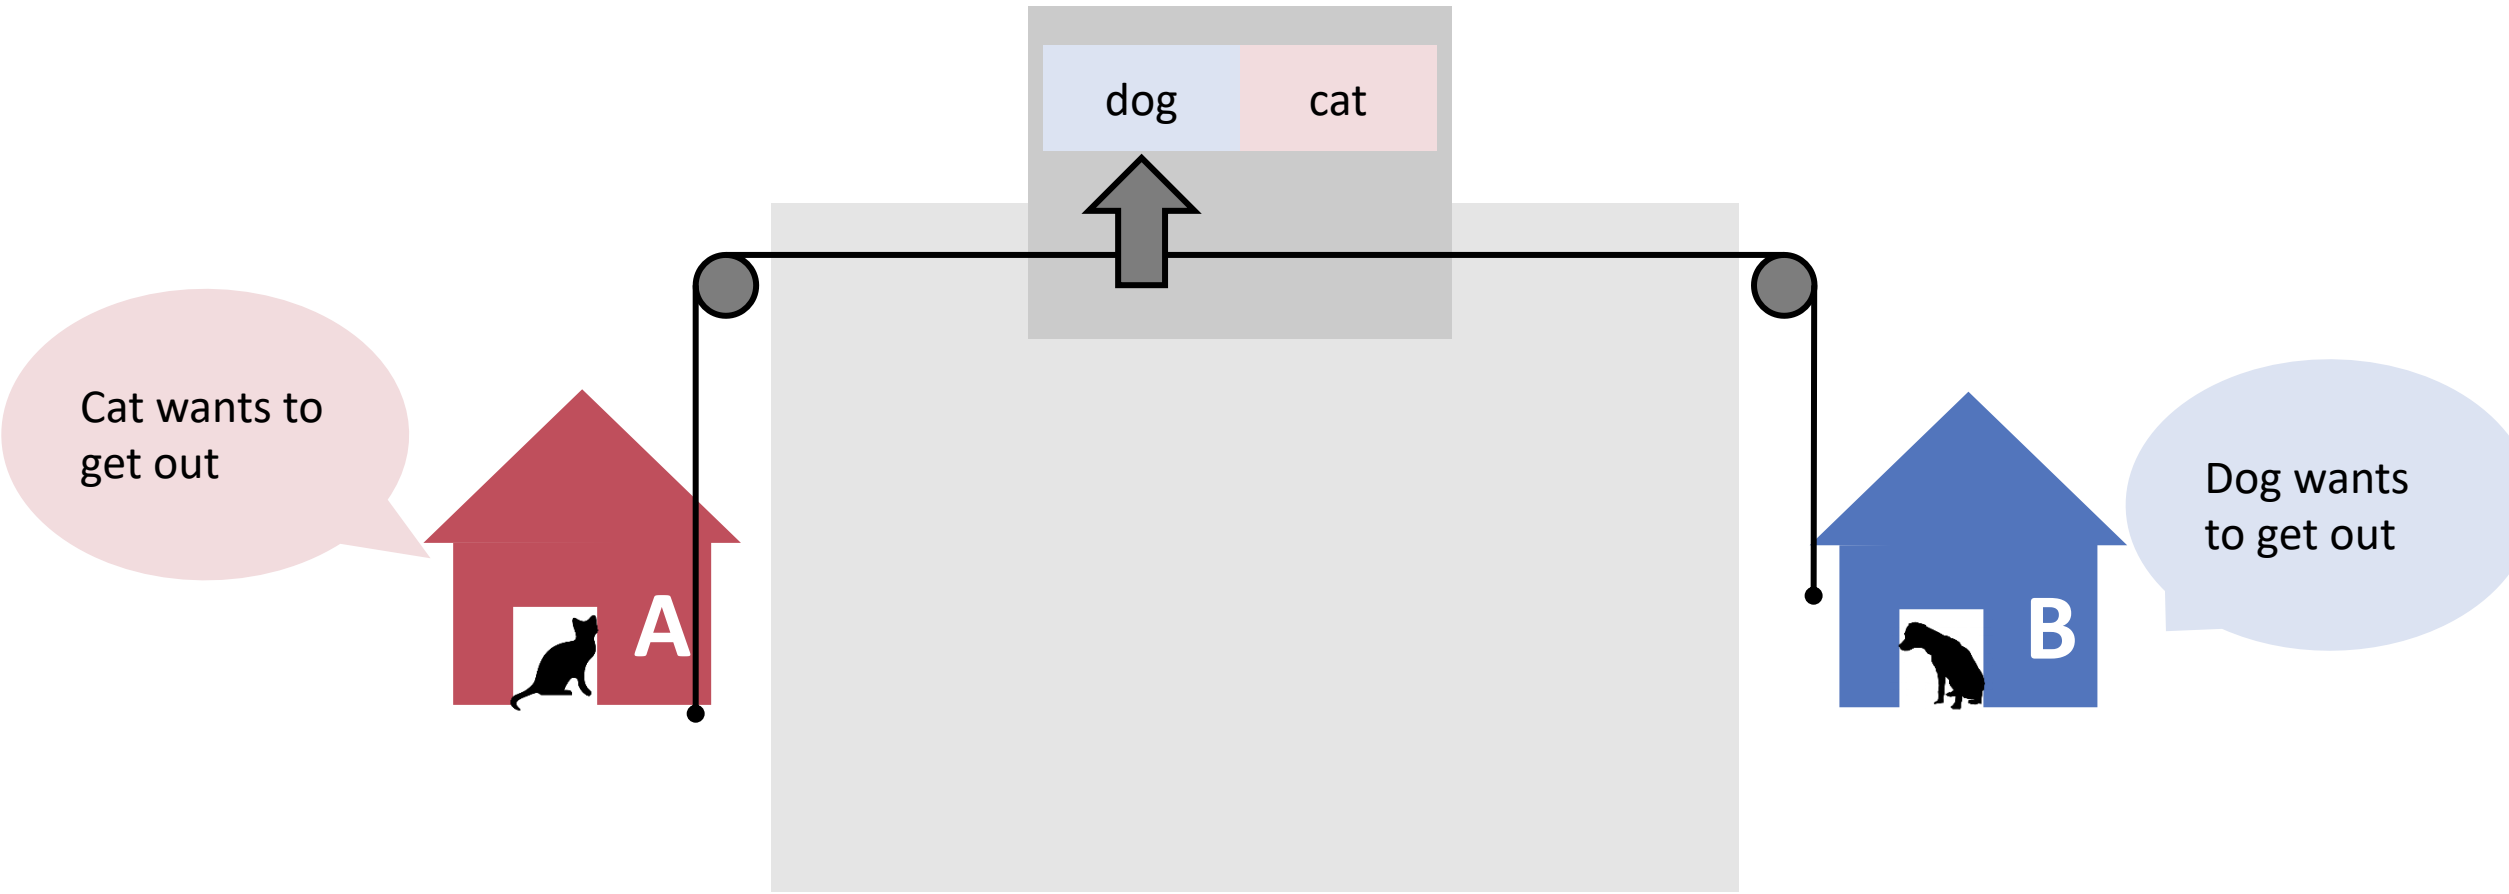 dog
cat
Cat wants to
get out
Dog wants
to get out
A
B